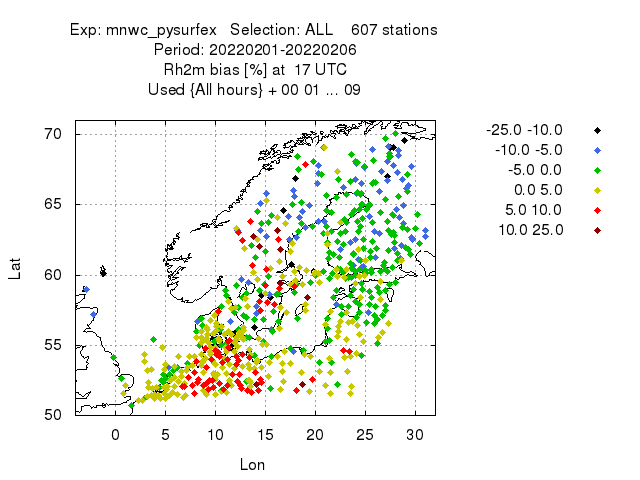 Exp: mnwc_pysurfex   Selection: ALL    607 stations
Period: 20220201-20220206
Rh2m bias [%] at  17 UTC
Used {All hours} + 00 01 ... 09
-25.0 -10.0
-10.0 -5.0
-5.0 0.0
0.0 5.0
5.0 10.0
10.0 25.0
70
65
60
55
50
Lat
0 5 10 15 20 25 30
Lon